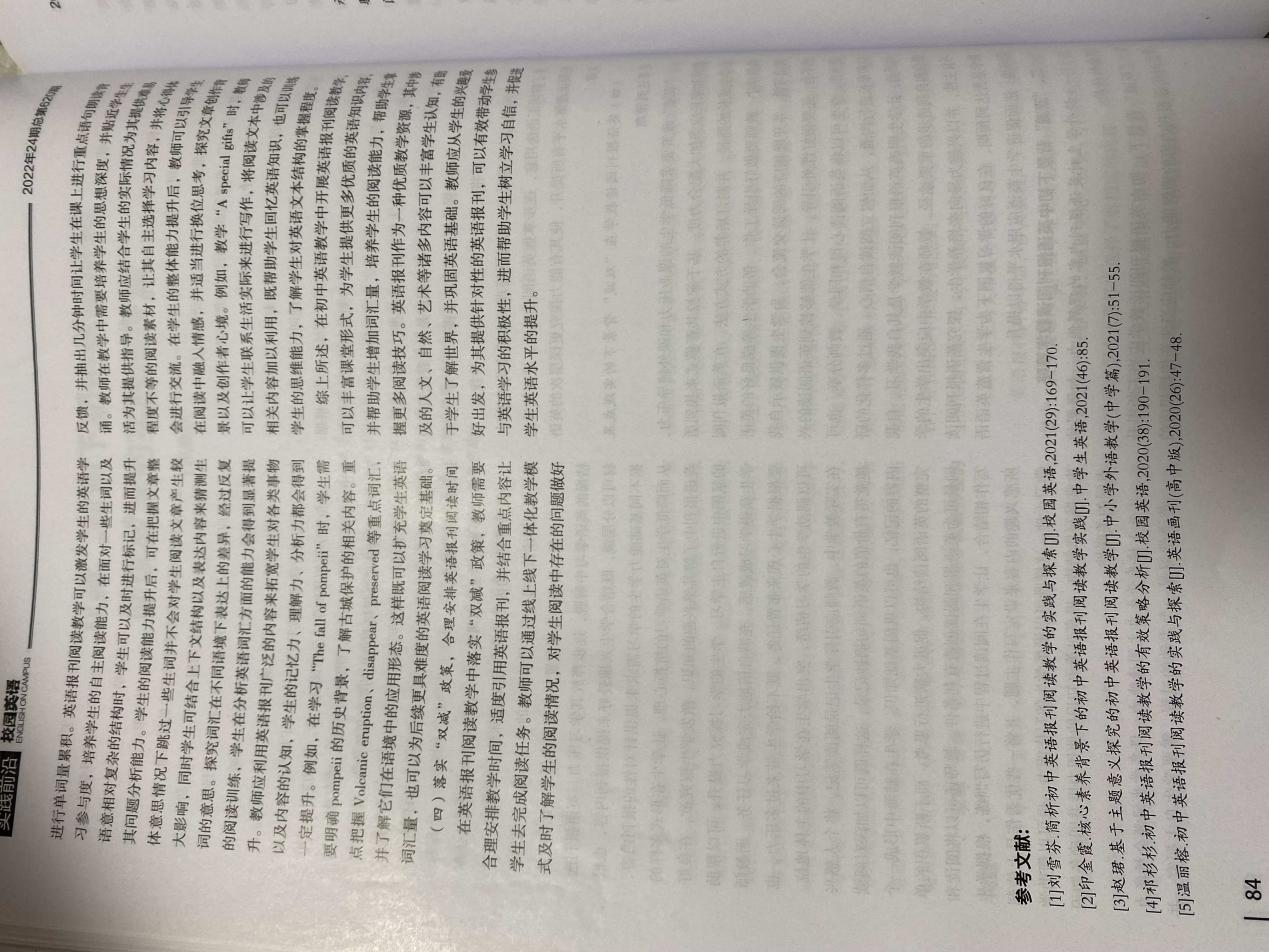 实践前沿
校园英语
ENGLISH ON CAMPUS
2022年24期总第626期
进行单词量累积。英语报刊阅读教学可以激发学生的英语学
习参与度，培养学生的自主阅读能力，在面对一些生词以及
语意相对复杂的结构时，学生可以及时进行标记，进而提升
其问题分析能力。学生的阅读能力提升后，可在把握文章整
体意思情况下跳过一些生词并不会对学生阅读文章产生较
大影响，同时学生可结合上下文结构以及表达内容来猜测生
词的意思。探究词汇在不同语境下表达上的差异，经过反复
的阅读训练，学生在分析英语词汇方面的能力会得到显著提
升。教师应利用英语报刊广泛的内容来拓宽学生对各类事物
以及内容的认知，学生的记忆力、理解力、分析力都会得到
一定提升。例如，在学习“The fall of pompeii”时，学生需
要明确 pompeii 的历史背景，了解古城保护的相关内容。重
点把握 Volcanic eruption、disappear、preserved 等重点词汇，
并了解它们在语境中的应用形态。这样既可以扩充学生英语
词汇量，也可以为后续更具难度的英语阅读学习奠定基础。
（四）落实“双减”政策，合理安排英语报刊阅读时间
在英语报刊阅读教学中落实“双减”政策，教师需要
合理安排教学时间，适度引用英语报刊，并结合重点内容让
学生去完成阅读任务。教师可以通过线上线下一体化教学模
式及时了解学生的阅读情况，对学生阅读中存在的问题做好
反馈，并抽出几分钟时间让学生在课上进行重点语句朗读背
诵。教师在教学中需要培养学生的思想深度，并贴近学生生
活为其提供指导。教师应结合学生的实际情况为其提供难易
程度不等的阅读素材，让其自主选择学习内容，并将心得体
会进行交流。在学生的整体能力提升后，教师可以引导学生
在阅读中融入情感，并适当进行换位思考，探究文章创作背
景以及创作者心境。例如，教学“A special gifts”时，教师
可以让学生联系生活实际来进行写作，将阅读文本中涉及的
相关内容加以利用，既帮助学生回忆英语知识，也可以训练
学生的思维能力，了解学生对英语文本结构的掌握程度。
综上所述，在初中英语教学中开展英语报刊阅读教学，
可以丰富课堂形式，为学生提供更多优质的英语知识内容，
并帮助学生增加词汇量，培养学生的阅读能力，帮助学生掌
握更多阅读技巧。英语报刊作为一种优质教学资源，其中涉
及的人文、自然、艺术等诸多内容可以丰富学生认知，有助
于学生了解世界，并巩固英语基础。教师应从学生的兴趣爱
好出发，为其提供针对性的英语报刊，可以有效带动学生参
与英语学习的积极性，进而帮助学生树立学习自信，并促进
学生英语水平的提升。
参考文献：
[1]刘雪芬.简析初中英语报刊阅读教学的实践与探索[J].校园英语,2021(29):169-170.
[2]印金霞.核心素养背景下的初中英语报刊阅读教学实践[J].中学生英语,2021(46):85.
[3]赵珺.基于主题意义探究的初中英语报刊阅读教学[J].中小学外语教学(中学篇),2021(7):51-55.
[4]祁杉杉.初中英语报刊阅读教学的有效策略分析[J].校园英语,2020(38):190-191.
[5]温丽榕.初中英语报刊阅读教学的实践与探索[J].英语画刊(高中版),2020(26):47-48.
84